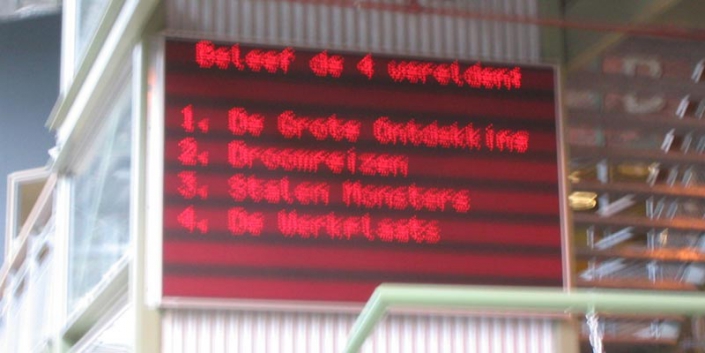 Beleef de 4 werelden!
1. De Grote Ontdekking
2. Droomreizen
3. Stalen Monsters
4. De Werkplaats